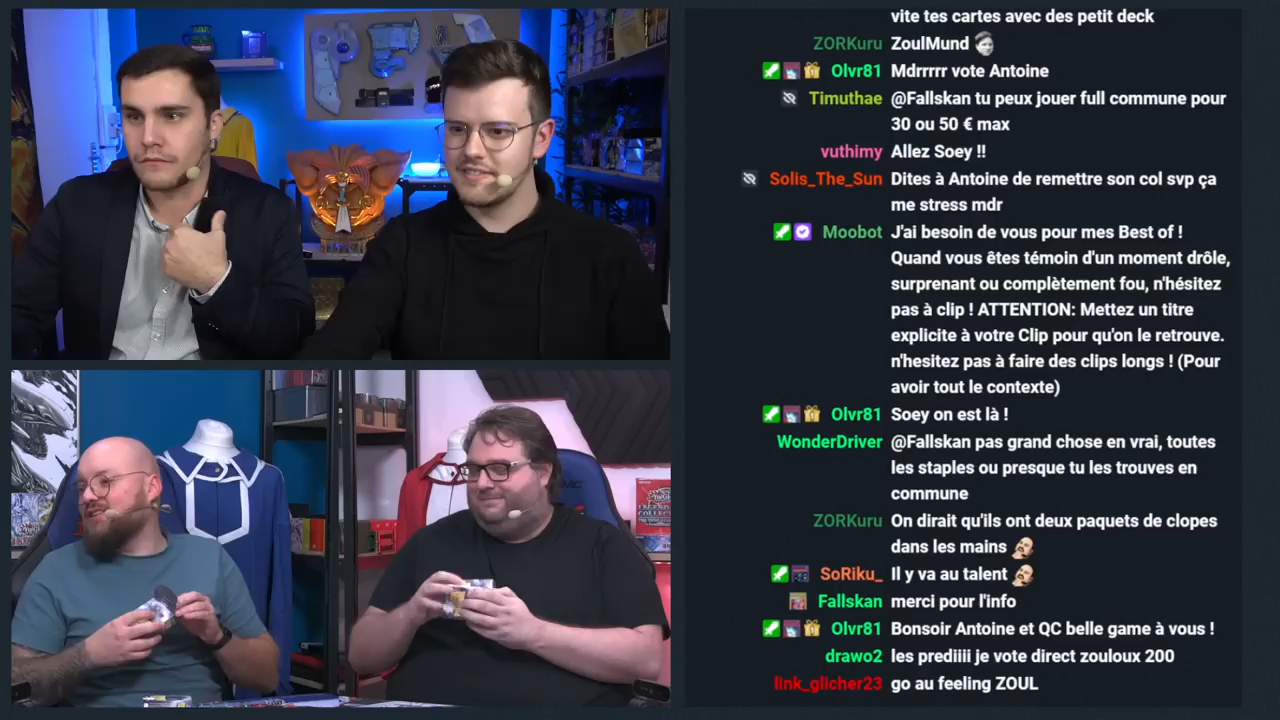 vite tes cartes avec des petit deck
ZORKuru ZoulMund
Olvr81 Mdrrrrr vote Antoine
Timuthae @Fallskan tu peux jouer full commune pour
30 ou 50 € max
vuthimy Allez Soey !!
Solis_The_Sun Dites à Antoine de remettre son col svp ça
me stress mdr
Moobot J'ai besoin de vous pour mes Best of !
Quand vous êtes témoin d'un moment drôle,
surprenant ou complètement fou, n'hésitez
pas à clip ! ATTENTION: Mettez un titre
explicite à votre Clip pour qu'on le retrouve.
n'hesitez pas à faire des clips longs ! (Pour
avoir tout le contexte)
Olvr81 Soey on est là !
WonderDriver @Fallskan pas grand chose en vrai, toutes
les staples ou presque tu les trouves en
commune
ZORKuru On dirait qu'ils ont deux paquets de clopes
dans les mains
SoRiku_ Il y va au talent
Fallskan merci pour l'info
Olvr81 Bonsoir Antoine et QC belle game à vous !
drawo2 les prediiii je vote direct zouloux 200
link_glicher23 go au feeling ZOUL